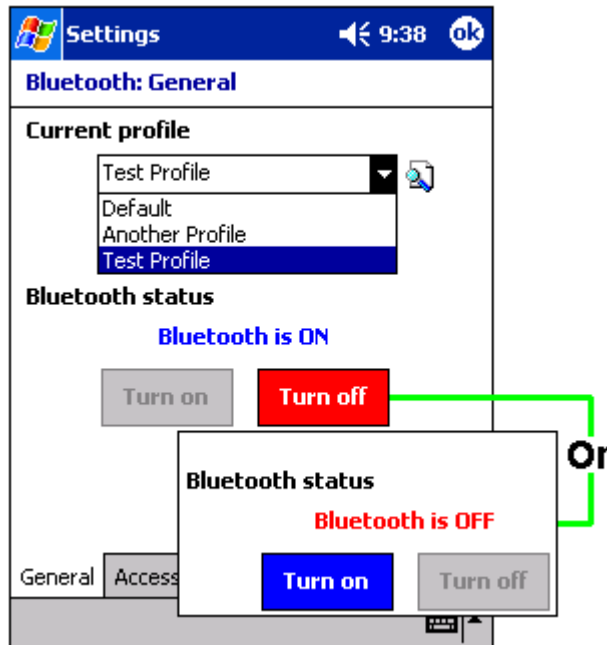 Settings 9:38 ok
Bluetooth: General
Current profile
Test Profile
Default
Another Profile
Test Profile
Bluetooth status
Bluetooth is ON
Turn on Turn off
Or
Bluetooth status
Bluetooth is OFF
Turn on Turn off
General Access